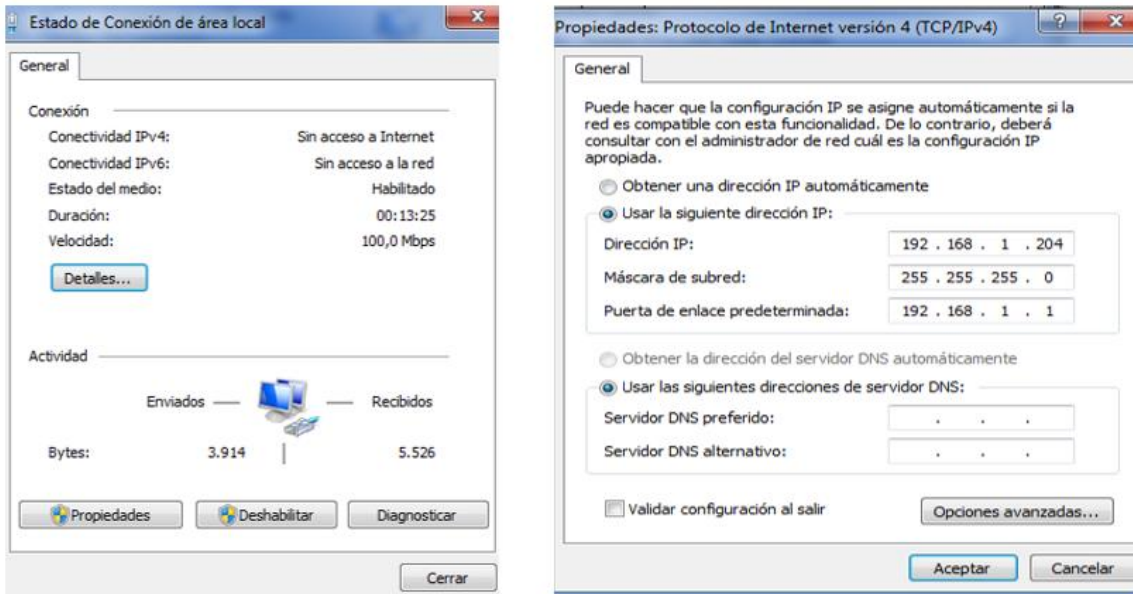 Estado de Conexión de área local
General
Conexión
Conectividad IPv4: Sin acceso a Internet
Conectividad IPv6: Sin acceso a la red
Estado del medio: Habilitado
Duración: 00:13:25
Velocidad: 100,0 Mbps
Detalles...
Actividad
Enviados Recibidos
Bytes: 3.914 5.526
Propiedades Deshabilitar Diagnosticar
Cerrar
Propiedades: Protocolo de Internet versión 4 (TCP/IPv4)
General
Puede hacer que la configuración IP se asigne automáticamente si la
red es compatible con esta funcionalidad. De lo contrario, deberá
consultar con el administrador de red cuál es la configuración IP
apropiada.
Obtener una dirección IP automáticamente
Usar la siguiente dirección IP:
Dirección IP: 192 . 168 . 1 . 204
Máscara de subred: 255 . 255 . 255 . 0
Puerta de enlace predeterminada: 192 . 168 . 1 . 1
Obtener la dirección del servidor DNS automáticamente
Usar las siguientes direcciones de servidor DNS:
Servidor DNS preferido: . . .
Servidor DNS alternativo: . . .
Validar configuración al salir Opciones avanzadas...
Aceptar Cancelar